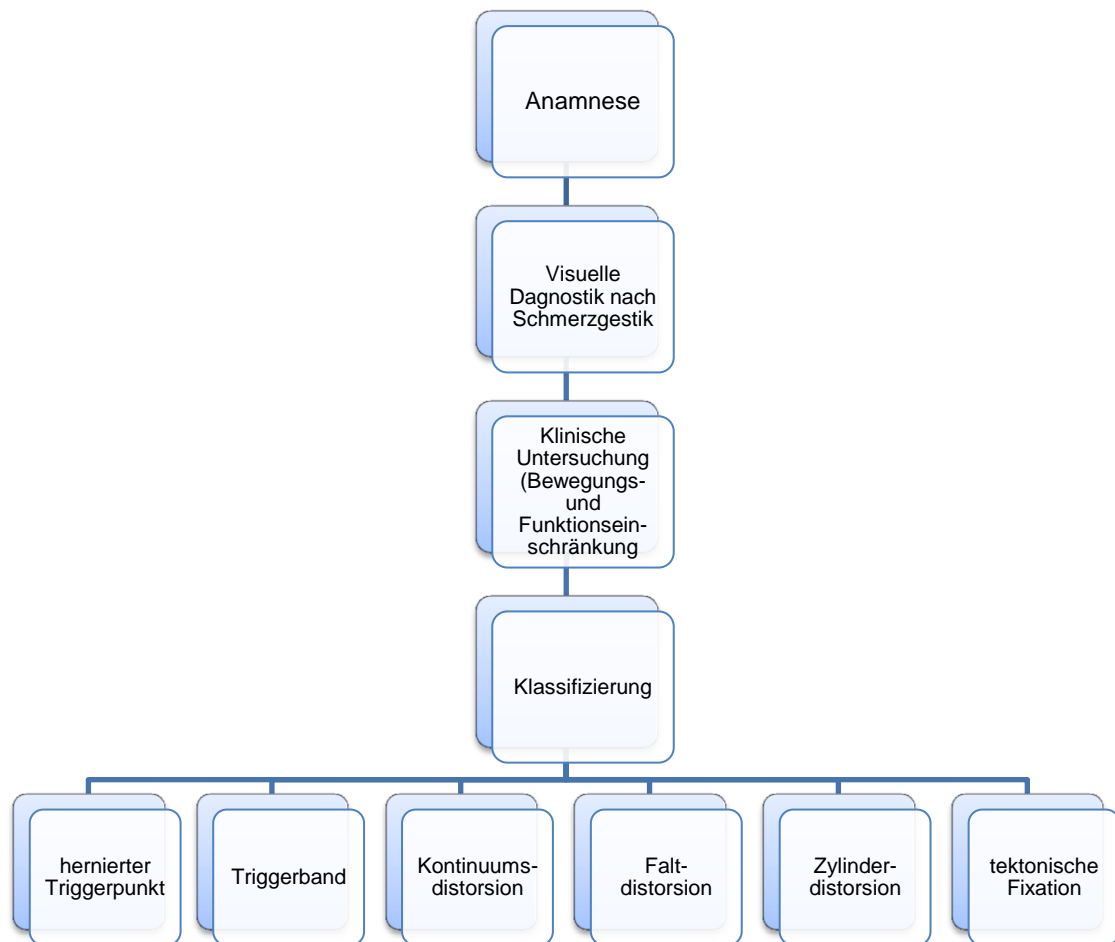 Anamnese
Visuelle
Dagnostik nach
Schmerzgestik
Klinische
Untersuchung
(Bewegungs-
und
Funktionsein-
schränkung
Klassifizierung
hernierter
Triggerpunkt
Triggerband
Kontinuums-
distorsion
Falt-
distorsion
Zylinder-
distorsion
tektonische
Fixation